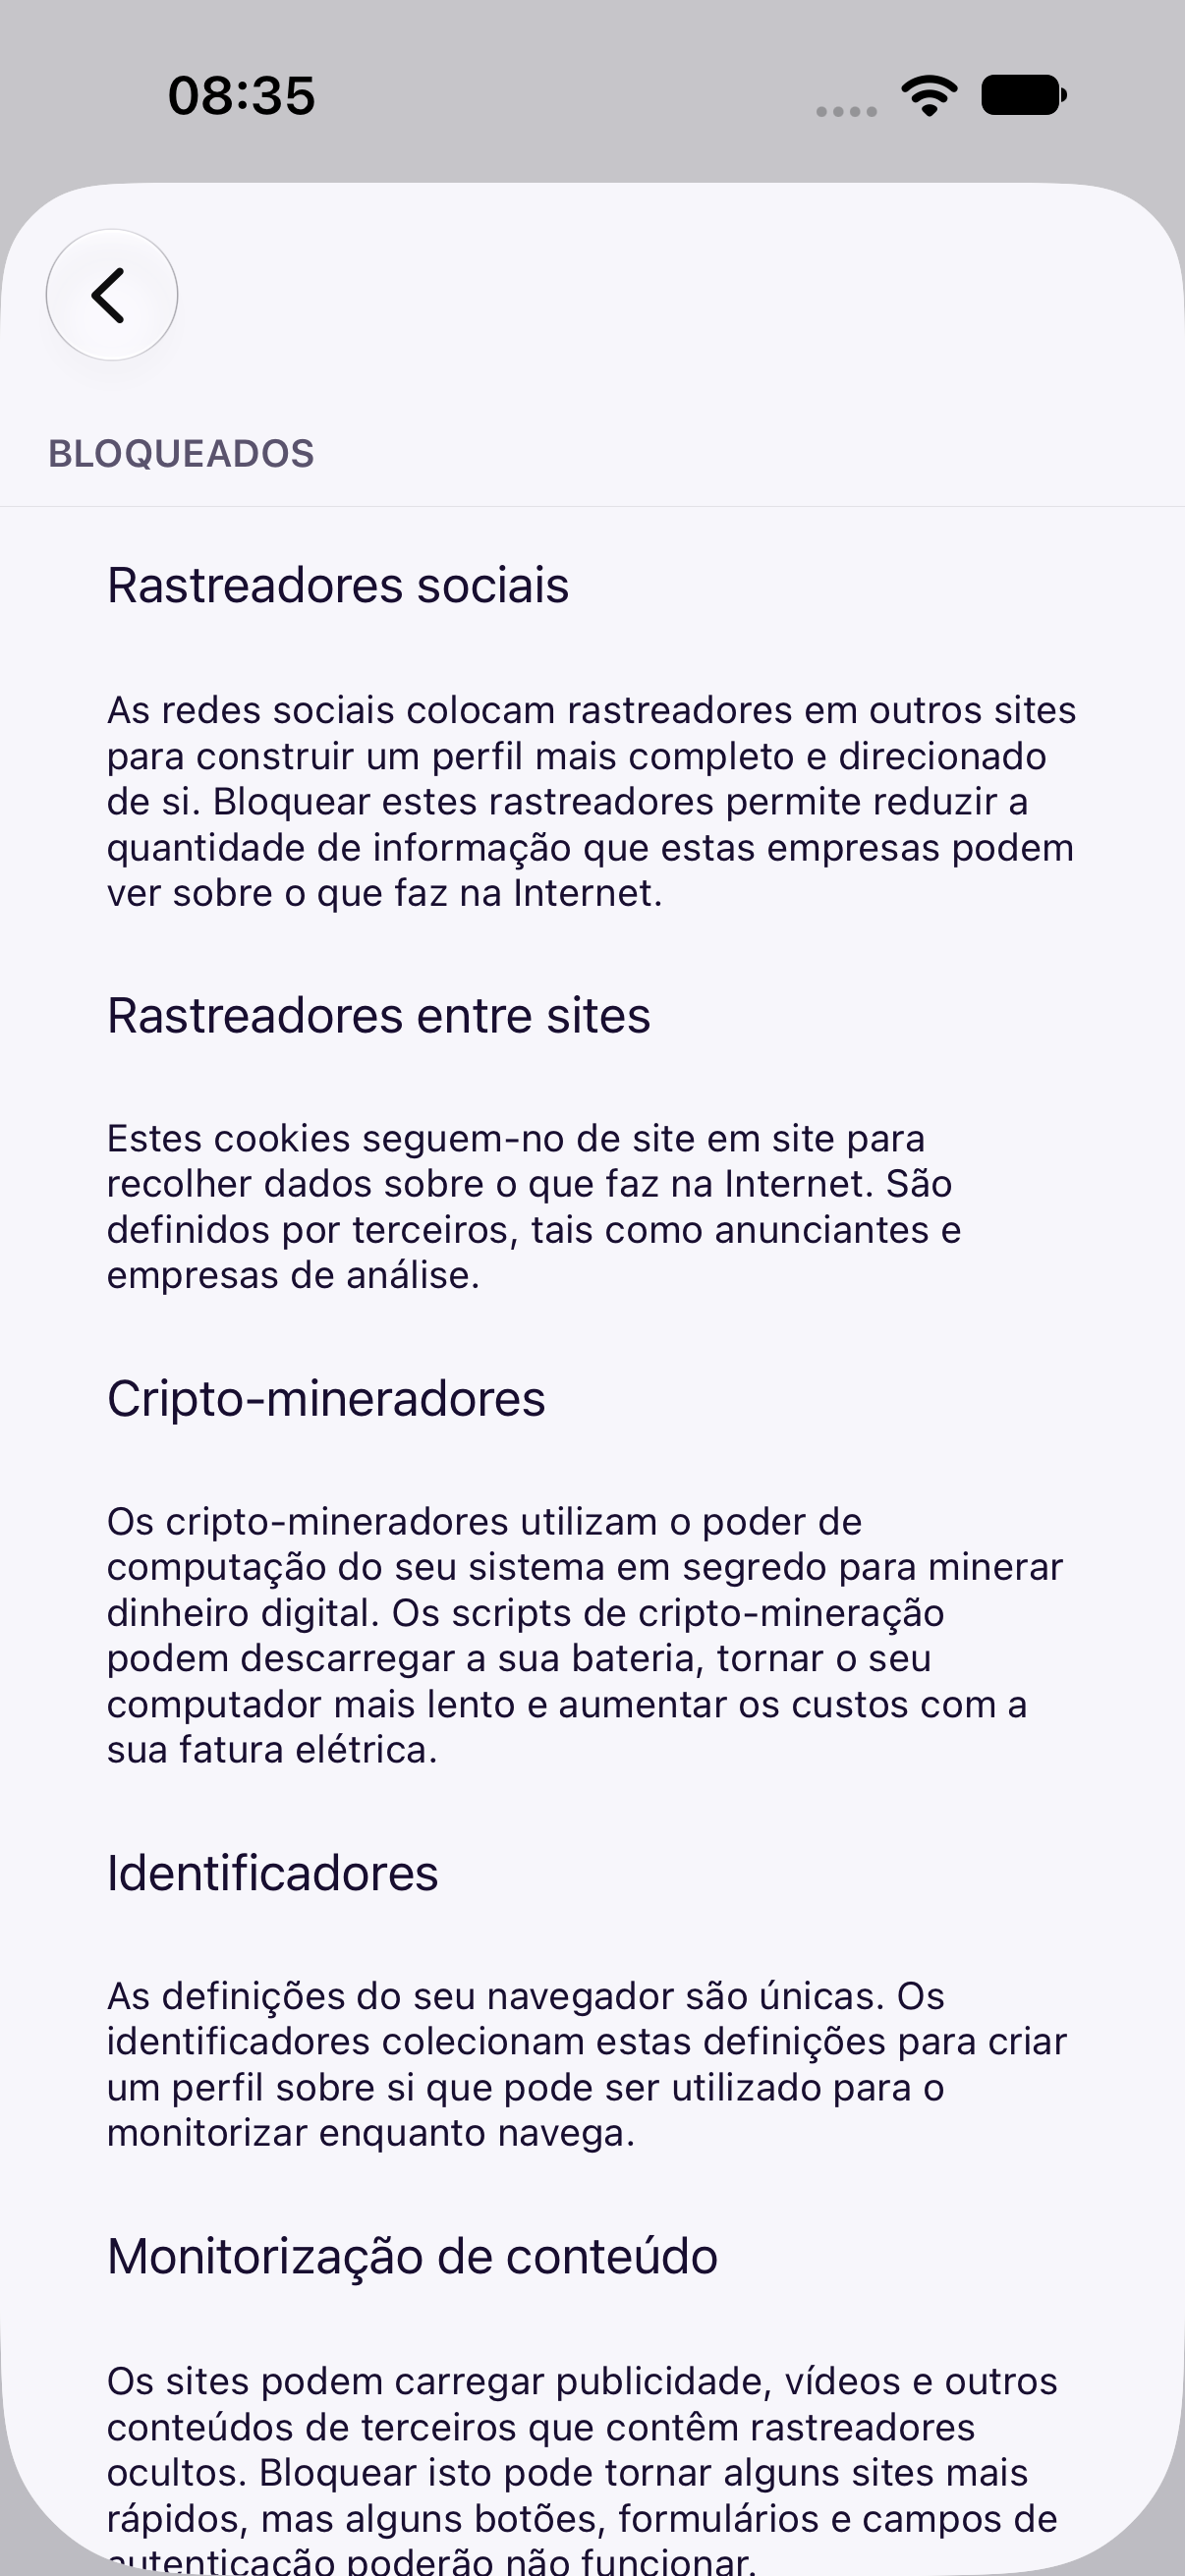 08:35
BLOQUEADOS
Rastreadores sociais
As redes sociais colocam rastreadores em outros sites
para construir um perfil mais completo e direcionado
de si. Bloquear estes rastreadores permite reduzir a
quantidade de informação que estas empresas podem
ver sobre o que faz na Internet.
Rastreadores entre sites
Estes cookies seguem-no de site em site para
recolher dados sobre o que faz na Internet. São
definidos por terceiros, tais como anunciantes e
empresas de análise.
Cripto-mineradores
Os cripto-mineradores utilizam o poder de
computação do seu sistema em segredo para minerar
dinheiro digital. Os scripts de cripto-mineração
podem descarregar a sua bateria, tornar o seu
computador mais lento e aumentar os custos com a
sua fatura elétrica.
Identificadores
As definições do seu navegador são únicas. Os
identificadores colecionam estas definições para criar
um perfil sobre si que pode ser utilizado para o
monitorizar enquanto navega.
Monitorização de conteúdo
Os sites podem carregar publicidade, vídeos e outros
conteúdos de terceiros que contêm rastreadores
ocultos. Bloquear isto pode tornar alguns sites mais
rápidos, mas alguns botões, formulários e campos de
autenticação poderão não funcionar.